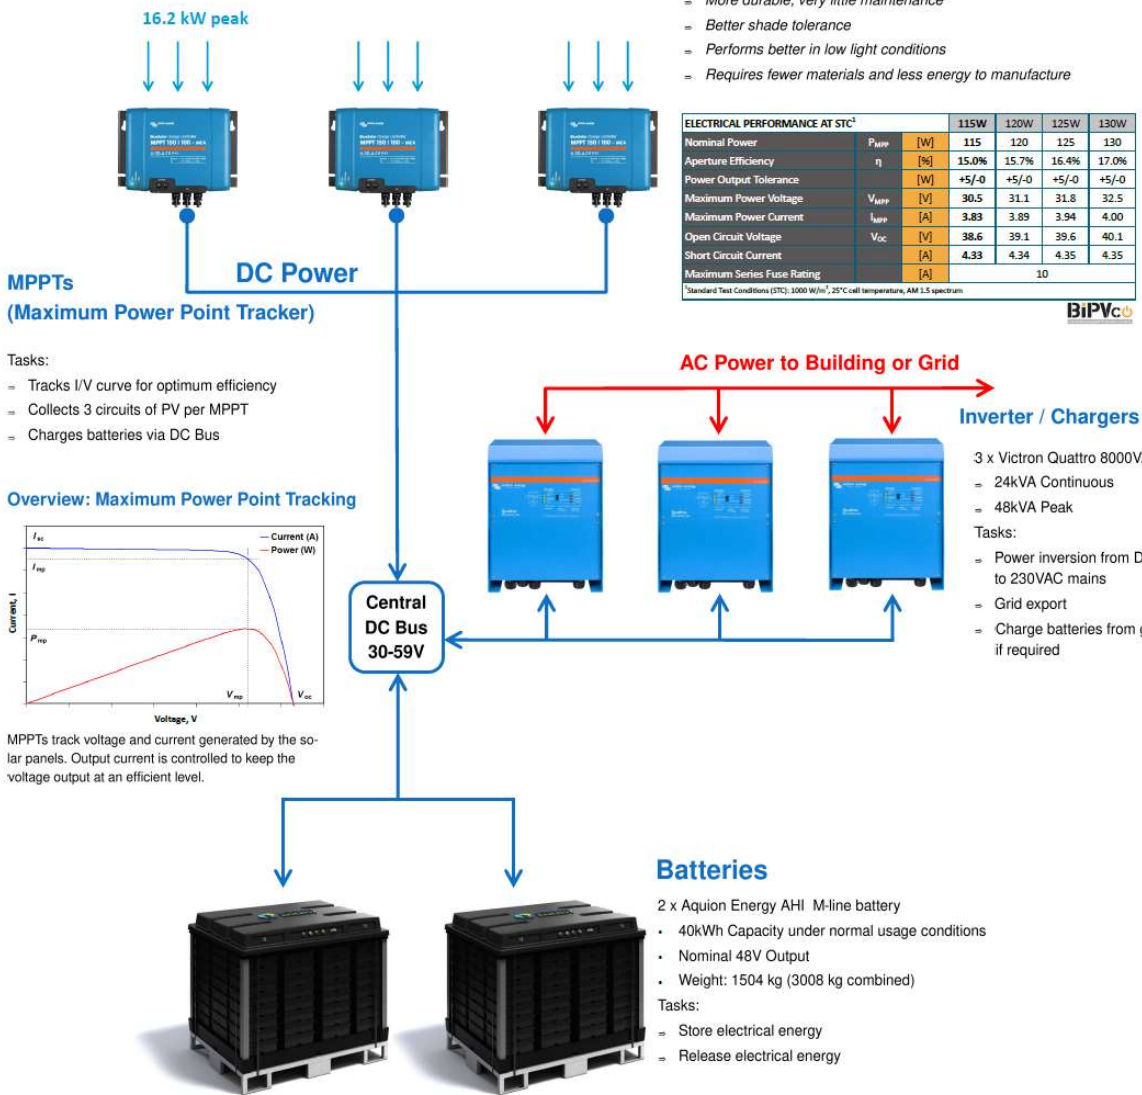 16.2 kW peak
More durable, very little maintenance
⇒ Better shade tolerance
⇒ Performs better in low light conditions
⇒ Requires fewer materials and less energy to manufacture
ELECTRICAL PERFORMANCE AT STC¹ 115W 120W 125W 130W
Nominal Power PMPP [W] 115 120 125 130
Aperture Efficiency η [%] 15.0% 15.7% 16.4% 17.0%
Power Output Tolerance [W] +5/-0 +5/-0 +5/-0 +5/-0
Maximum Power Voltage VMPP [V] 30.5 31.1 31.8 32.5
Maximum Power Current IMPP [A] 3.83 3.89 3.94 4.00
Open Circuit Voltage VOC [V] 38.6 39.1 39.6 40.1
Short Circuit Current [A] 4.33 4.34 4.35 4.35
Maximum Series Fuse Rating [A] 10
¹Standard Test Conditions (STC): 1000 W/m², 25°C cell temperature, AM 1.5 spectrum
BiPVco
MPPT 150 | 100
MPPT 150 | 100
MPPT 150 | 100
DC Power
MPPTs
(Maximum Power Point Tracker)
Tasks:
⇒ Tracks I/V curve for optimum efficiency
⇒ Collects 3 circuits of PV per MPPT
⇒ Charges batteries via DC Bus
AC Power to Building or Grid
Inverter / Chargers
3 x Victron Quattro 8000V
⇒ 24kVA Continuous
⇒ 48kVA Peak
Tasks:
⇒ Power inversion from D
to 230VAC mains
⇒ Grid export
⇒ Charge batteries from g
if required
Overview: Maximum Power Point Tracking
Isc
Current (A)
Power (W)
Imp
Pmp
Vmp
Voc
Current, I
Voltage, V
MPPTs track voltage and current generated by the so-
lar panels. Output current is controlled to keep the
voltage output at an efficient level.
Central
DC Bus
30-59V
Batteries
2 x Aquion Energy AHI M-line battery
• 40kWh Capacity under normal usage conditions
• Nominal 48V Output
• Weight: 1504 kg (3008 kg combined)
Tasks:
⇒ Store electrical energy
⇒ Release electrical energy